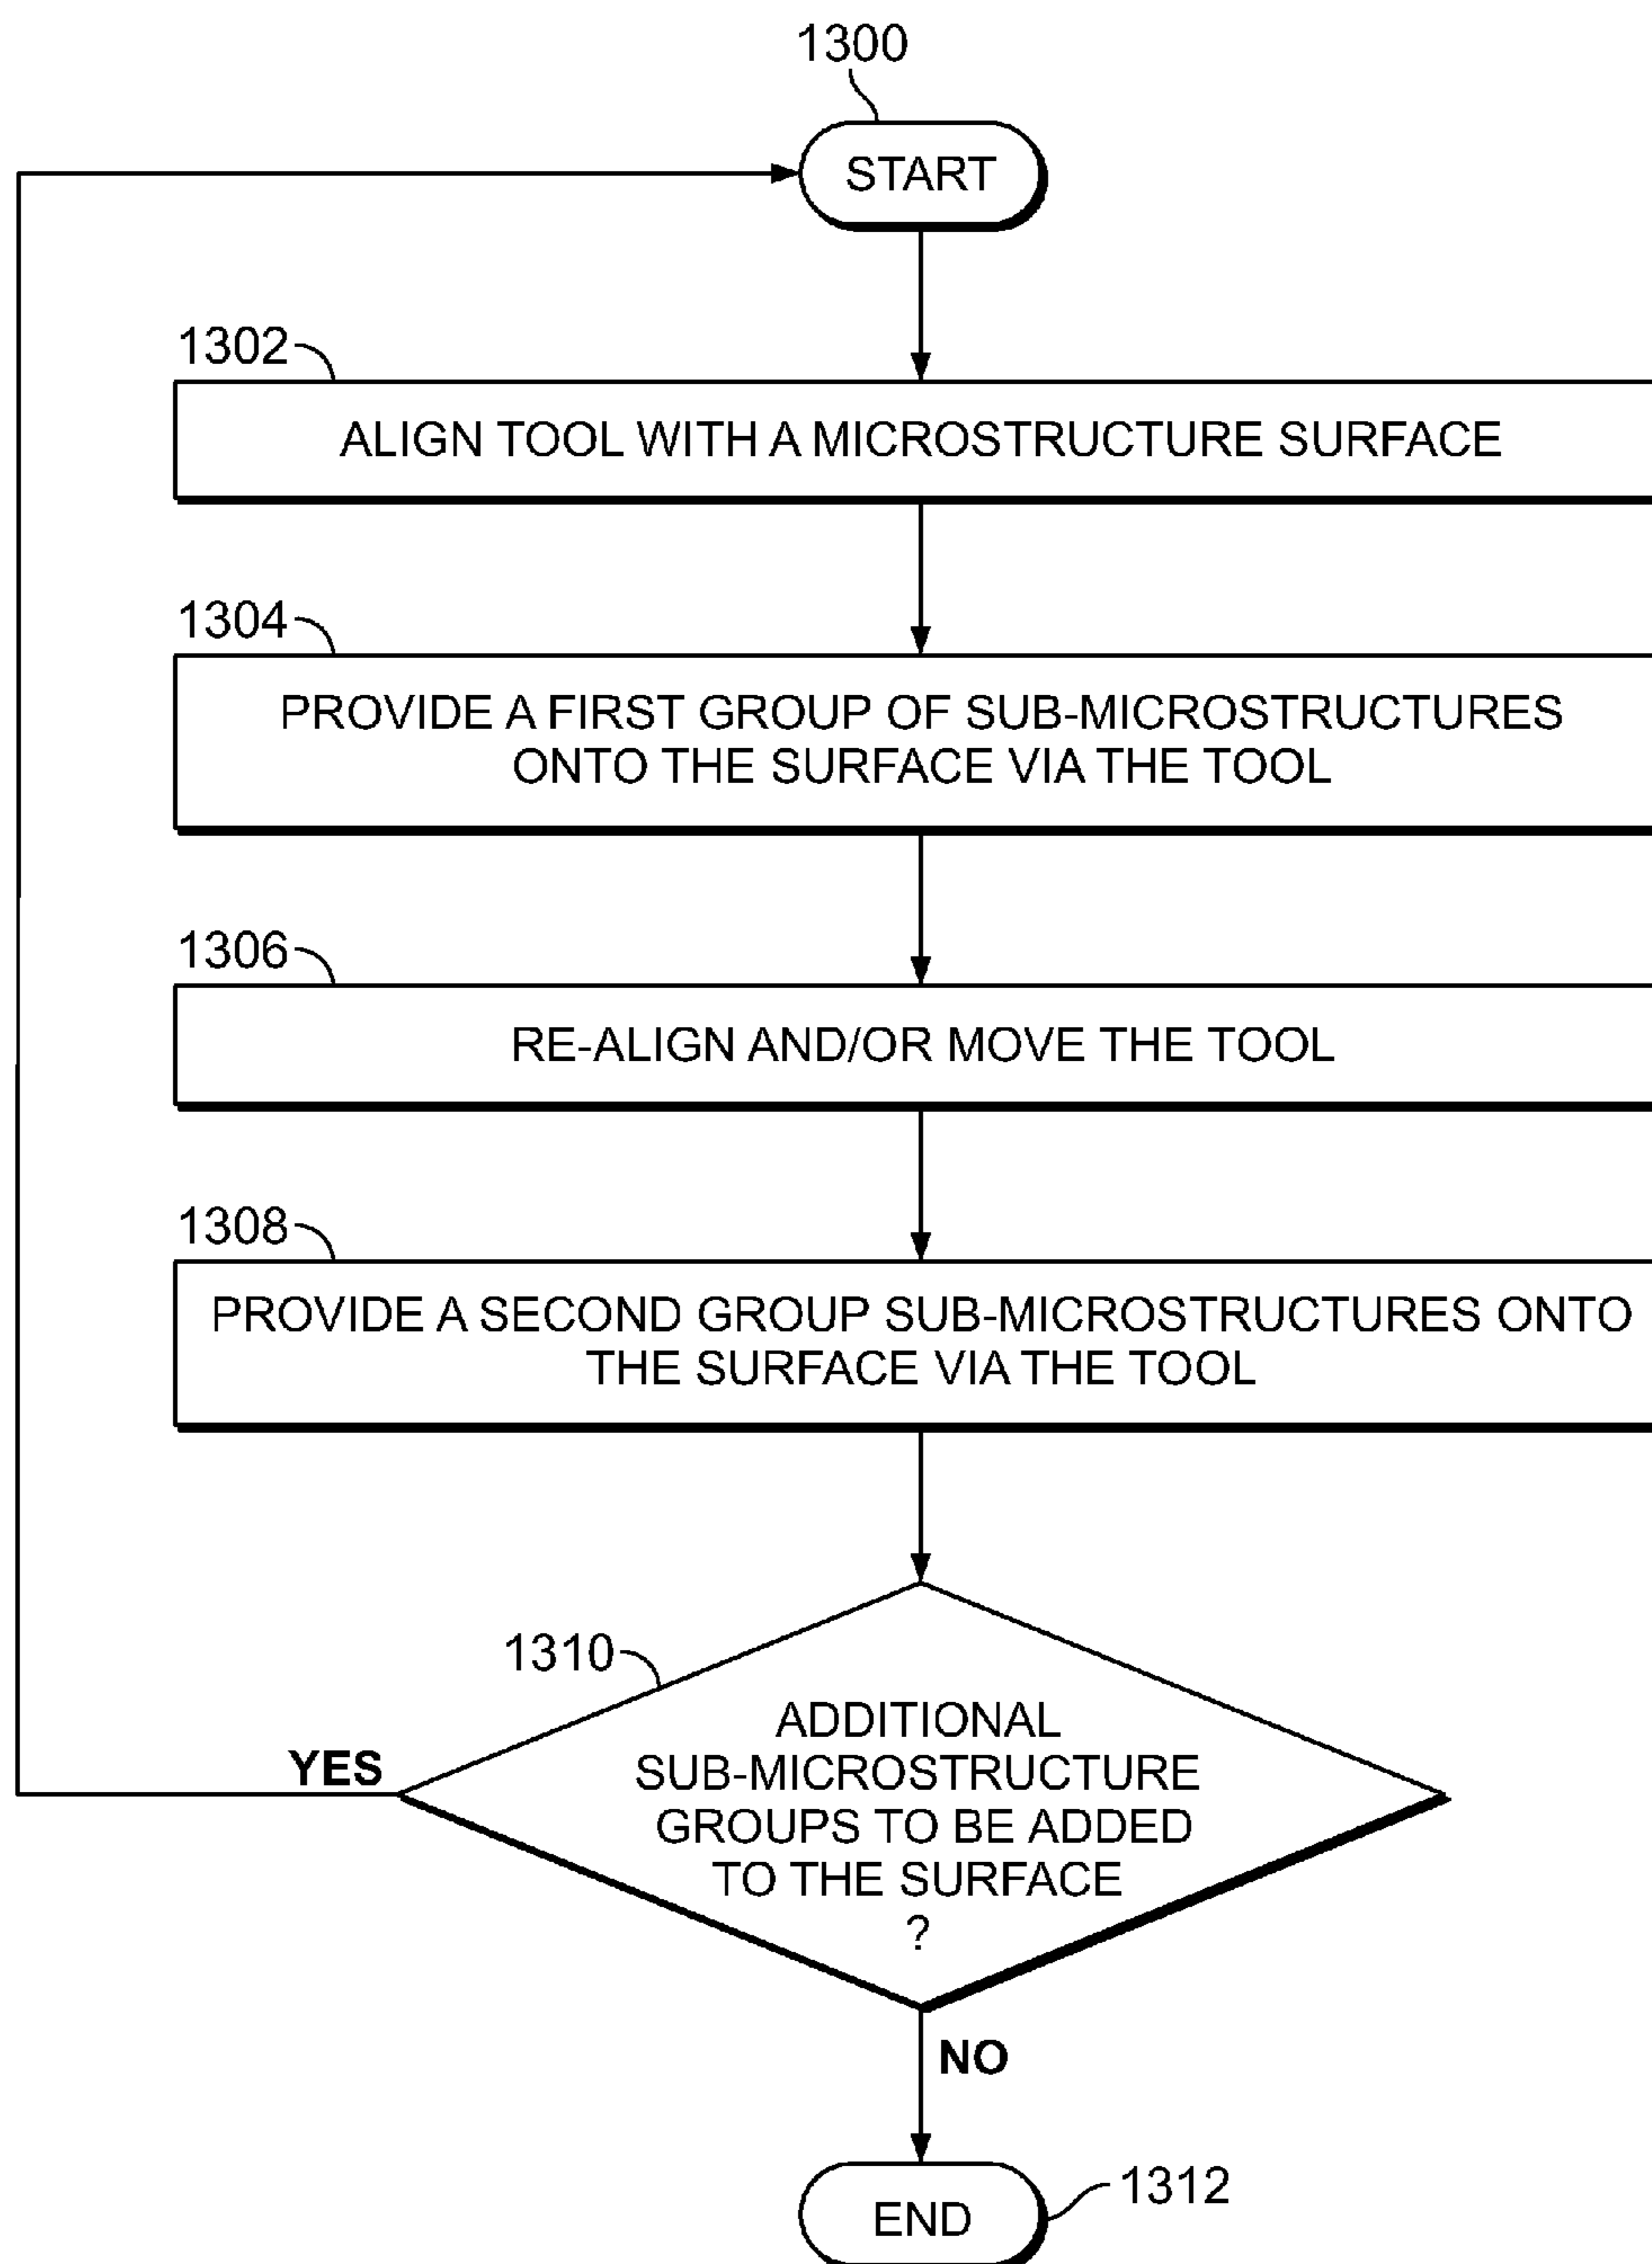 1300
START
1302
ALIGN TOOL WITH A MICROSTRUCTURE SURFACE
1304
PROVIDE A FIRST GROUP OF SUB-MICROSTRUCTURES
ONTO THE SURFACE VIA THE TOOL
1306
RE-ALIGN AND/OR MOVE THE TOOL
1308
PROVIDE A SECOND GROUP SUB-MICROSTRUCTURES ONTO
THE SURFACE VIA THE TOOL
1310
ADDITIONAL
SUB-MICROSTRUCTURE
GROUPS TO BE ADDED
TO THE SURFACE
?
YES
NO
END
1312